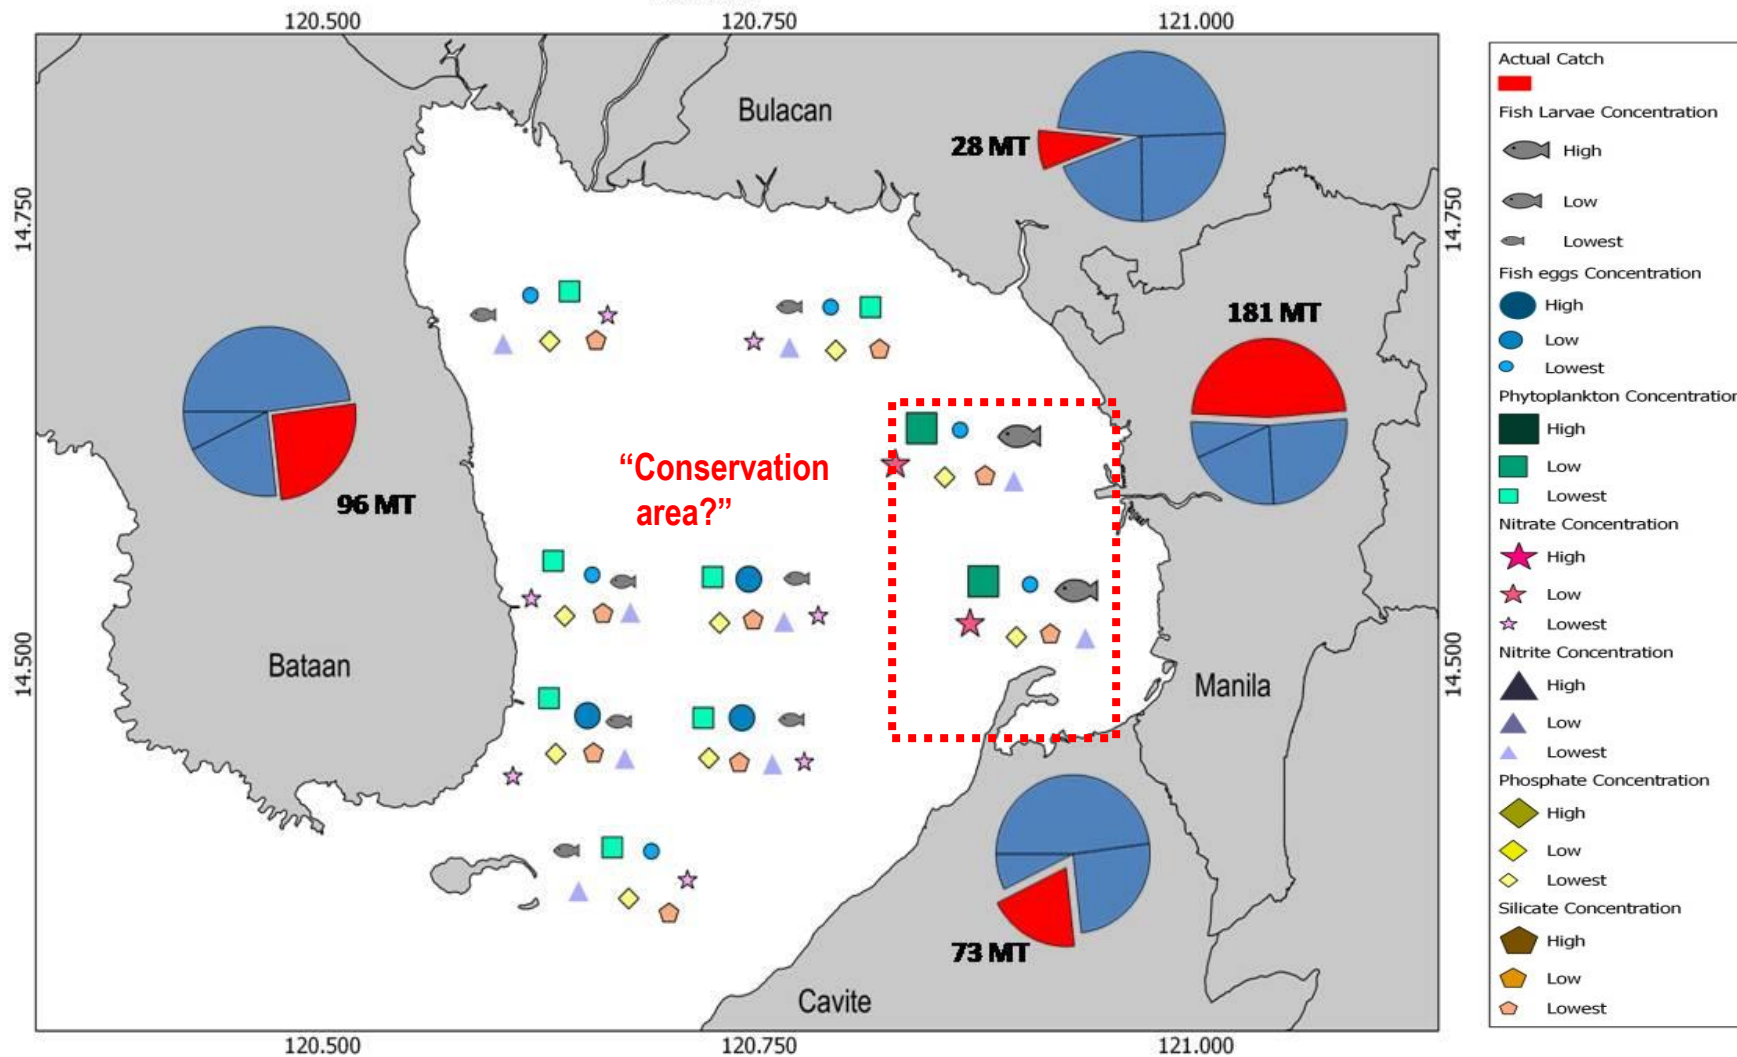 120.500
120.750
121.000
14.750
14.500
14.750
14.500
Bulacan
28 MT
181 MT
96 MT
“Conservation
area?”
Bataan
Manila
73 MT
Cavite
120.500
120.750
121.000
Actual Catch
Fish Larvae Concentration
High
Low
Lowest
Fish eggs Concentration
High
Low
Lowest
Phytoplankton Concentration
High
Low
Lowest
Nitrate Concentration
High
Low
Lowest
Nitrite Concentration
High
Low
Lowest
Phosphate Concentration
High
Low
Lowest
Silicate Concentration
High
Low
Lowest